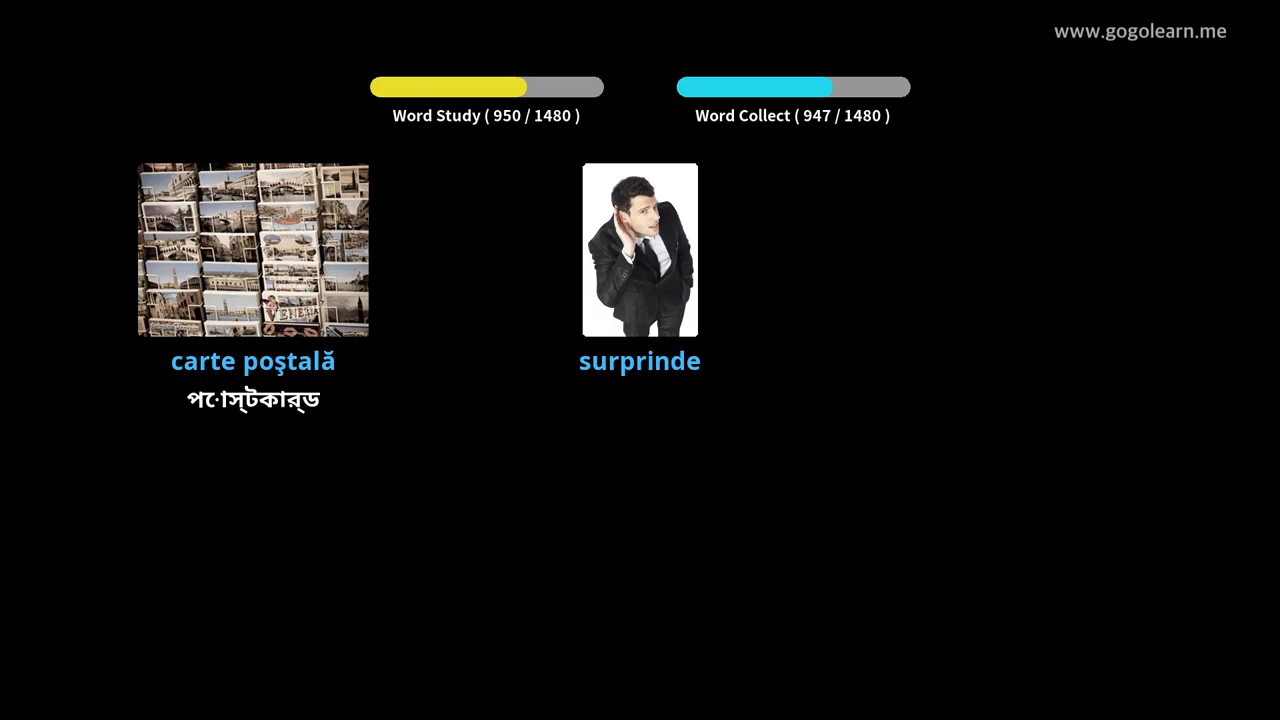 www.gogolearn.me
Word Study ( 950 / 1480 )
Word Collect ( 947 / 1480 )
carte poştală
surprinde
পোস্টকার্ড